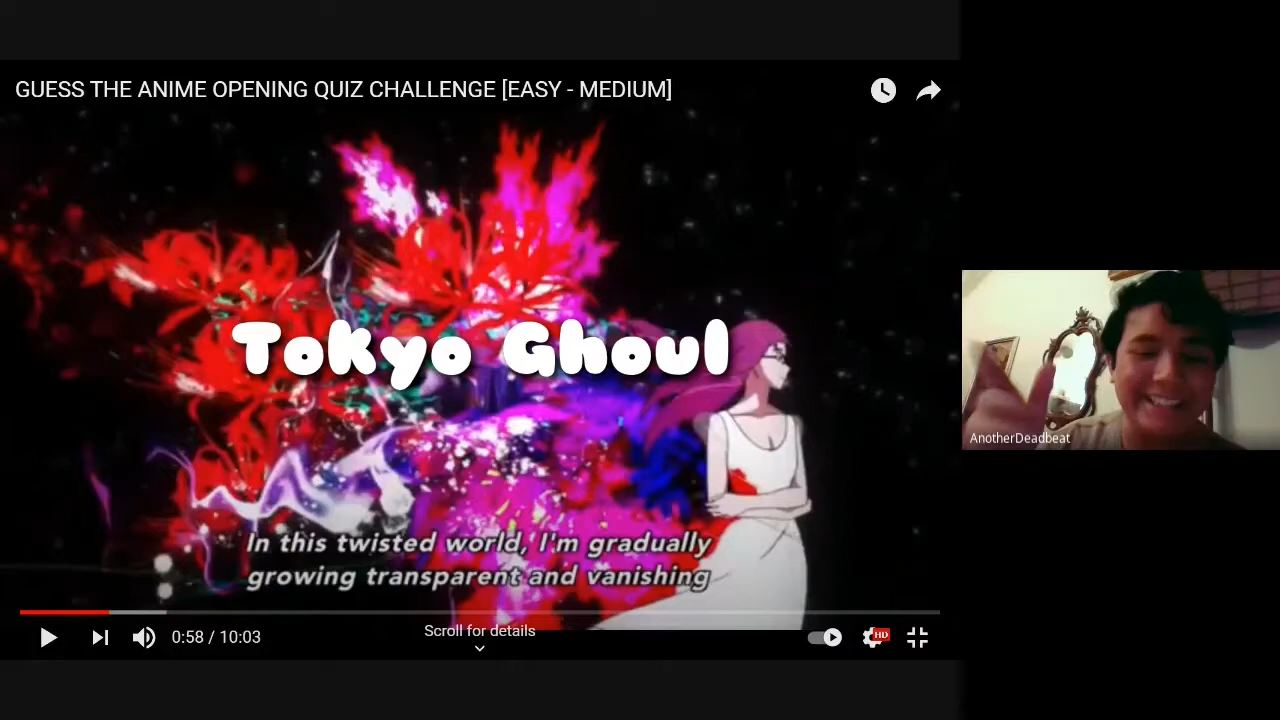 GUESS THE ANIME OPENING QUIZ CHALLENGE [EASY - MEDIUM]
Tokyo Ghoul
AnotherDeadbeat
In this twisted world, I'm gradually
growing transparent and vanishing
0:58 / 10:03
Scroll for details
HD